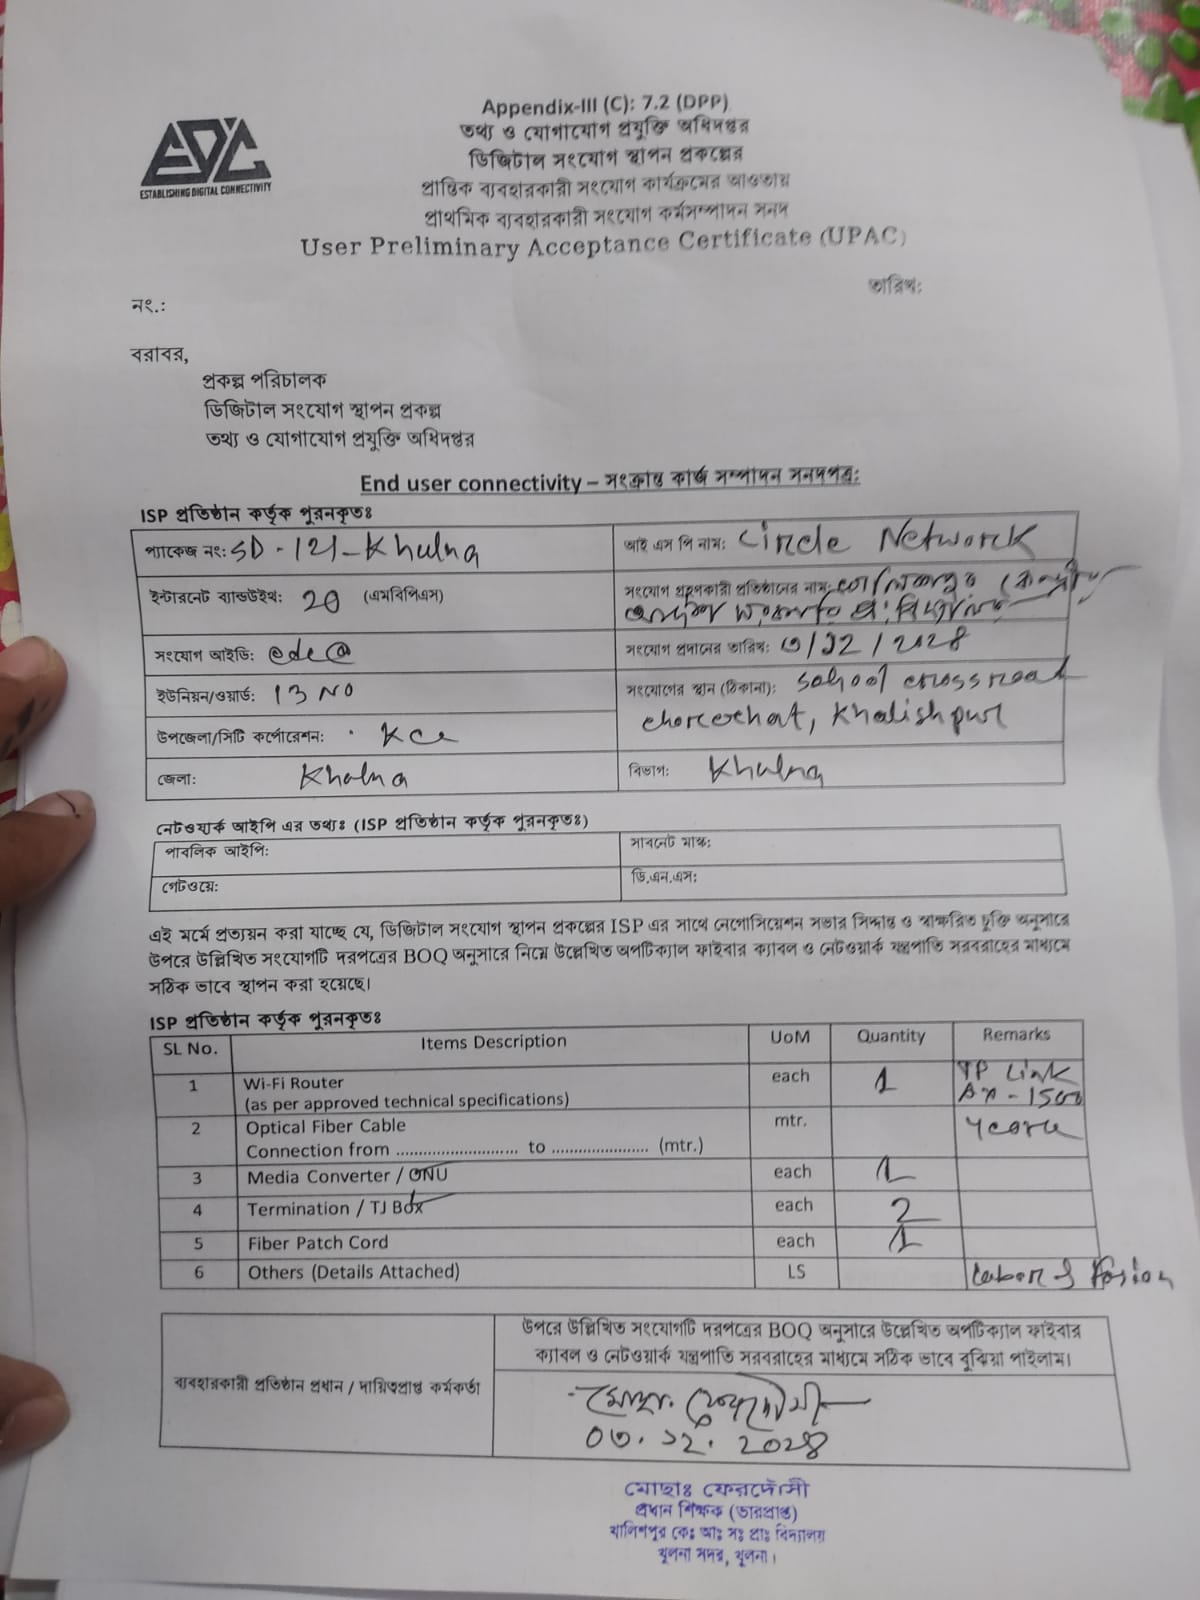 EDC
ESTABLISHING DIGITAL CONNECTIVITY
Appendix-III (C): 7.2 (DPP)
তথ্য ও যোগাযোগ প্রযুক্তি অধিদপ্তর
ডিজিটাল সংযোগ স্থাপন প্রকল্পের
প্রান্তিক ব্যবহারকারী সংযোগ কার্যক্রমের আওতায়
প্রাথমিক ব্যবহারকারী সংযোগ কর্মসম্পাদন সনদ
User Preliminary Acceptance Certificate (UPAC)
তারিখ:
নং.:
বরাবর,
প্রকল্প পরিচালক
ডিজিটাল সংযোগ স্থাপন প্রকল্প
তথ্য ও যোগাযোগ প্রযুক্তি অধিদপ্তর
End user connectivity – সংক্রান্ত কার্জ সম্পাদন সনদপত্র:
ISP প্রতিষ্ঠান কর্তৃক পুরনকৃতঃ
প্যাকেজ নং: SD - 121 - Khulna
আই এস পি নাম: Circle Network
ইন্টারনেট ব্যান্ডউইথ: 20 (এমবিপিএস)
সংযোগ গ্রহণকারী প্রতিষ্ঠানের নাম:
সংযোগ আইডি:
সংযোগ প্রদানের তারিখ: ৩/১২/২০২৪
ইউনিয়ন/ওয়ার্ড: 13 No
সংযোগের স্থান (ঠিকানা): School cross road
Khalishpur
উপজেলা/সিটি কর্পোরেশন: KCC
জেলা: Khulna
বিভাগ: Khulna
নেটওয়ার্ক আইপি এর তথ্যঃ (ISP প্রতিষ্ঠান কর্তৃক পুরনকৃতঃ)
পাবলিক আইপি:
সাবনেট মাস্ক:
গেটওয়ে:
ডি.এন.এস:
এই মর্মে প্রত্যয়ন করা যাচ্ছে যে, ডিজিটাল সংযোগ স্থাপন প্রকল্পের ISP এর সাথে নেগোসিয়েশন সভার সিদ্ধান্ত ও স্বাক্ষরিত চুক্তি অনুসারে
উপরে উল্লিখিত সংযোগটি দরপত্রের BOQ অনুসারে নিম্নে উল্লেখিত অপটিক্যাল ফাইবার ক্যাবল ও নেটওয়ার্ক যন্ত্রপাতি সরবরাহের মাধ্যমে
সঠিক ভাবে স্থাপন করা হয়েছে।
ISP প্রতিষ্ঠান কর্তৃক পুরনকৃতঃ
SL No. Items Description UoM Quantity Remarks
1 Wi-Fi Router each 1 TP Link
(as per approved technical specifications) AX - 1500
2 Optical Fiber Cable mtr. 4 core
Connection from ............................ to ...................... (mtr.)
3 Media Converter / ONU each 1
4 Termination / TJ Box each 2
5 Fiber Patch Cord each 1
6 Others (Details Attached) LS Labor & Fusion
উপরে উল্লিখিত সংযোগটি দরপত্রের BOQ অনুসারে উল্লেখিত অপটিক্যাল ফাইবার
ক্যাবল ও নেটওয়ার্ক যন্ত্রপাতি সরবরাহের মাধ্যমে সঠিক ভাবে বুঝিয়া পাইলাম।
ব্যবহারকারী প্রতিষ্ঠান প্রধান / দায়িত্বপ্রাপ্ত কর্মকর্তা
মোছাঃ ফেরদৌসী
০৩.১২.২০২৪
মোছাঃ ফেরদৌসী
প্রধান শিক্ষক (ভারপ্রাপ্ত)
খালিশপুর কেঃ আঃ সঃ প্রাঃ বিদ্যালয়
খুলনা সদর, খুলনা।